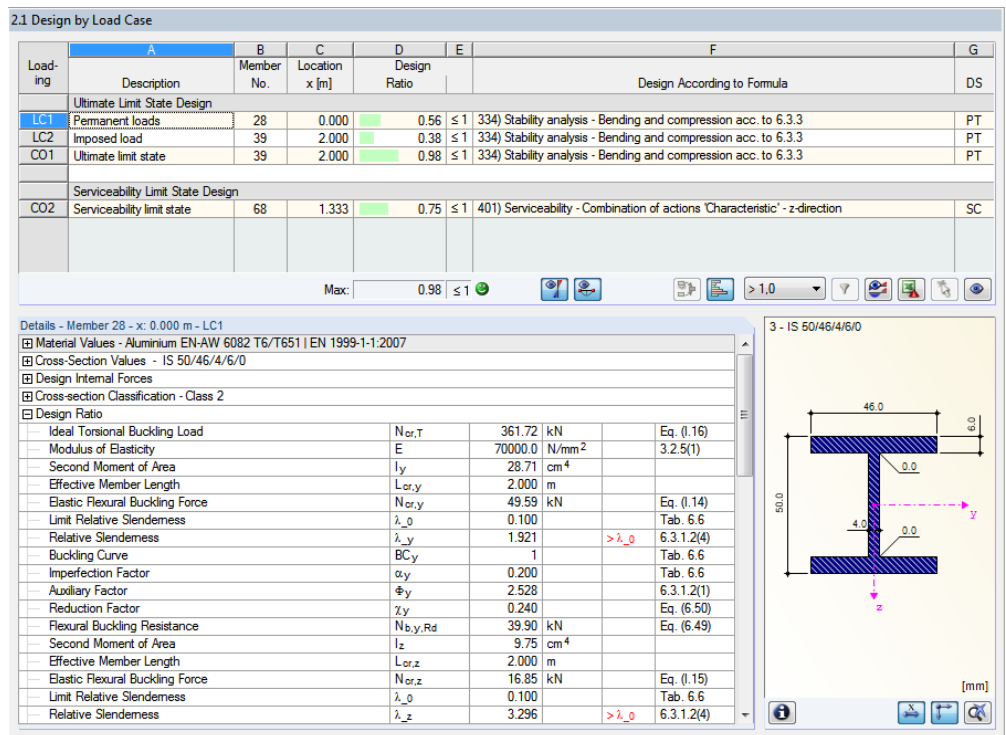 2.1 Design by Load Case
A B C D E F G
Load- Member Location Design
ing Description No. x [m] Ratio Design According to Formula DS
Ultimate Limit State Design
LC1 Permanent loads 28 0.000 0.56 ≤ 1 334) Stability analysis - Bending and compression acc. to 6.3.3 PT
LC2 Imposed load 39 2.000 0.38 ≤ 1 334) Stability analysis - Bending and compression acc. to 6.3.3 PT
CO1 Ultimate limit state 39 2.000 0.98 ≤ 1 334) Stability analysis - Bending and compression acc. to 6.3.3 PT
Serviceability Limit State Design
CO2 Serviceability limit state 68 1.333 0.75 ≤ 1 401) Serviceability - Combination of actions 'Characteristic' - z-direction SC
Max: 0.98 ≤ 1 > 1,0
Details - Member 28 - x: 0.000 m - LC1
Material Values - Aluminium EN-AW 6082 T6/T651 | EN 1999-1-1:2007
Cross-Section Values - IS 50/46/4/6/0
Design Internal Forces
Cross-section Classification - Class 2
Design Ratio
Ideal Torsional Buckling Load Ncr,T 361.72 kN Eq. (I.16)
Modulus of Elasticity E 70000.0 N/mm2 3.2.5(1)
Second Moment of Area Iy 28.71 cm4
Effective Member Length Lcr,y 2.000 m
Elastic Flexural Buckling Force Ncr,y 49.59 kN Eq. (I.14)
Limit Relative Slenderness λ_0 0.100 Tab. 6.6
Relative Slenderness λ_y 1.921 > λ_0 6.3.1.2(4)
Buckling Curve BCy 1 Tab. 6.6
Imperfection Factor αy 0.200 Tab. 6.6
Auxiliary Factor Φy 2.528 6.3.1.2(1)
Reduction Factor χy 0.240 Eq. (6.50)
Flexural Buckling Resistance Nb,y,Rd 39.90 kN Eq. (6.49)
Second Moment of Area Iz 9.75 cm4
Effective Member Length Lcr,z 2.000 m
Elastic Flexural Buckling Force Ncr,z 16.85 kN Eq. (I.15)
Limit Relative Slenderness λ_0 0.100 Tab. 6.6
Relative Slenderness λ_z 3.296 > λ_0 6.3.1.2(4)
3 - IS 50/46/4/6/0
46.0
6.0
0.0
50.0
y
4.0
0.0
z
[mm]